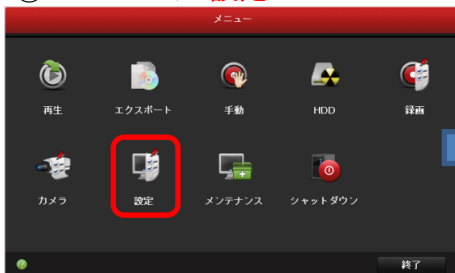 メニュー
再生 エクスポート 手動 HDD 録画
カメラ 設定 メンテナンス シャットダウン
終了